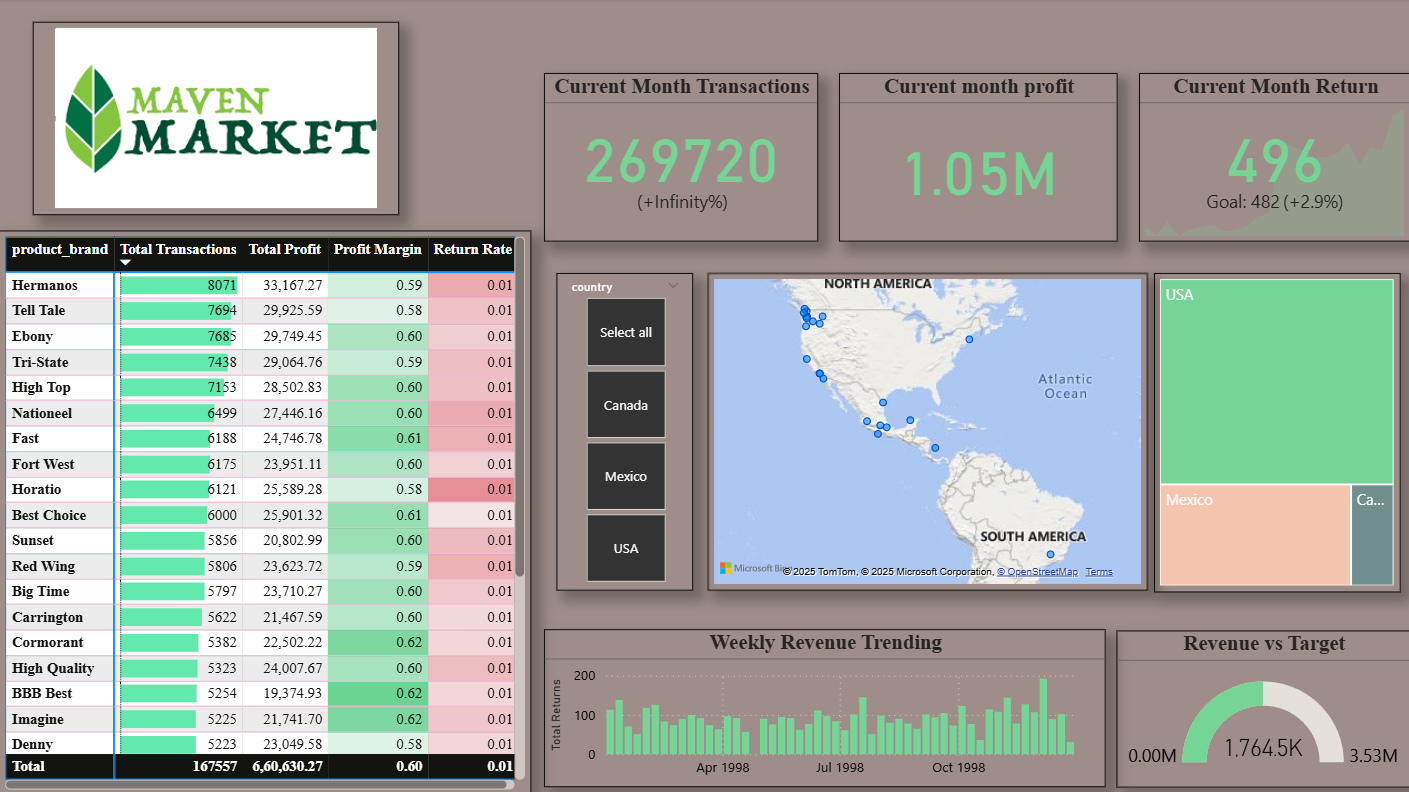 MAVEN
MARKET
Current Month Transactions
269720
(+Infinity%)
Current month profit
1.05M
Current Month Return
496
Goal: 482 (+2.9%)
product_brand Total Transactions Total Profit Profit Margin Return Rate
Hermanos 8071 33,167.27 0.59 0.01
Tell Tale 7694 29,925.59 0.58 0.01
Ebony 7685 29,749.45 0.60 0.01
Tri-State 7438 29,064.76 0.59 0.01
High Top 7153 28,502.83 0.60 0.01
Nationeel 6499 27,446.16 0.60 0.01
Fast 6188 24,746.78 0.61 0.01
Fort West 6175 23,951.11 0.60 0.01
Horatio 6121 25,589.28 0.58 0.01
Best Choice 6000 25,901.32 0.61 0.01
Sunset 5856 20,802.99 0.60 0.01
Red Wing 5806 23,623.72 0.59 0.01
Big Time 5797 23,710.27 0.60 0.01
Carrington 5622 21,467.59 0.60 0.01
Cormorant 5382 22,502.22 0.62 0.01
High Quality 5323 24,007.67 0.60 0.01
BBB Best 5254 19,374.93 0.62 0.01
Imagine 5225 21,741.70 0.62 0.01
Denny 5223 23,049.58 0.58 0.01
Total 167557 6,60,630.27 0.60 0.01
country
Select all
Canada
Mexico
USA
NORTH AMERICA
Atlantic
Ocean
SOUTH AMERICA
Microsoft Bing
© 2025 TomTom, © 2025 Microsoft Corporation, © OpenStreetMap Terms
USA
Mexico
Ca...
Weekly Revenue Trending
Total Returns
200
100
0
Apr 1998
Jul 1998
Oct 1998
Revenue vs Target
0.00M
1,764.5K
3.53M